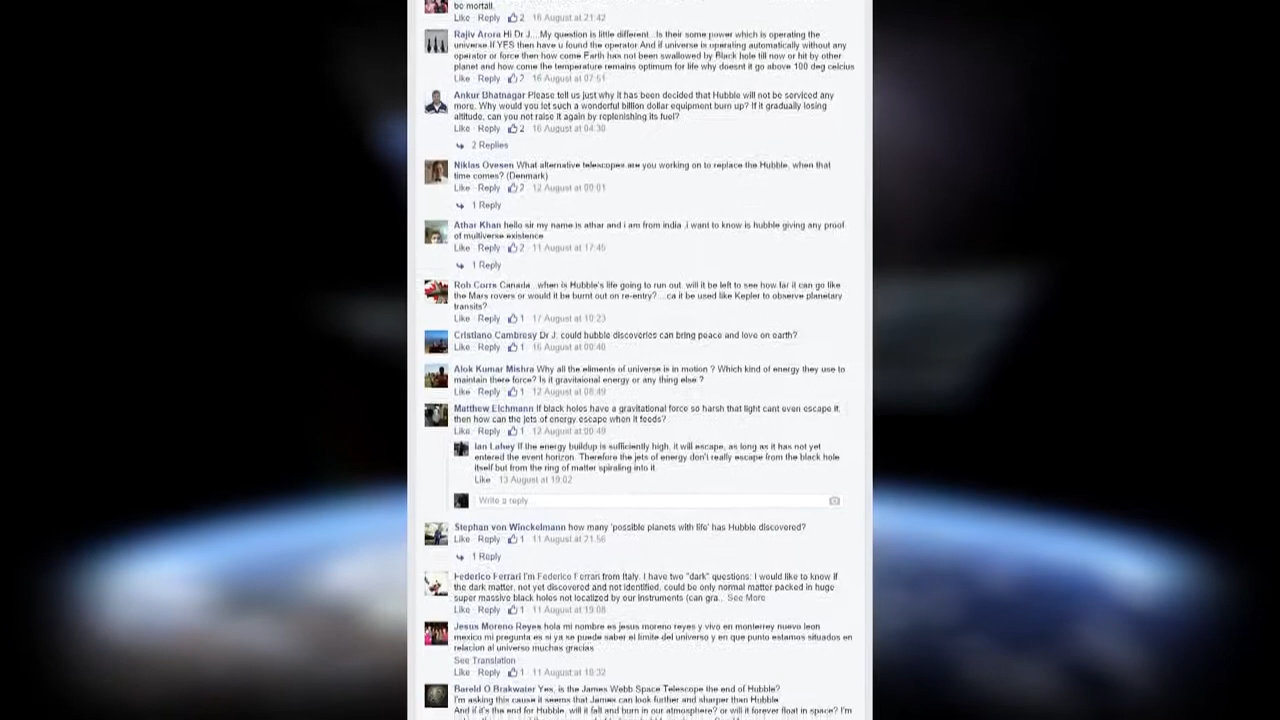 be mortall.
Like · Reply · 2 · 16 August at 21:42
Rajiv Arora Hi Dr J....My question is little different...Is their some power which is operating the
universe If YES then have u found the operator And if universe is operating automatically without any
operator or force then how come Earth has not been swallowed by Black hole till now or hit by other
planet and how come the temperature remains optimum for life why doesnt it go above 100 deg celcius
Like · Reply · 2 · 16 August at 07:51
Ankur Bhatnagar Please tell us just why it has been decided that Hubble will not be serviced any
more. Why would you let such a wonderful billion dollar equipment burn up? If it gradually losing
altitude, can you not raise it again by replenishing its fuel?
Like · Reply · 2 · 16 August at 04:30
2 Replies
Niklas Ovesen What alternative telescopes are you working on to replace the Hubble, when that
time comes? (Denmark)
Like · Reply · 2 · 12 August at 00:01
1 Reply
Athar Khan hello sir my name is athar and i am from india .i want to know is hubble giving any proof
of multiverse existence
Like · Reply · 2 · 11 August at 17:45
1 Reply
Rob Corrs Canada...when is Hubble's life going to run out, will it be left to see how far it can go like
the Mars rovers or would it be burnt out on re-entry? ...ca it be used like Kepler to observe planetary
transits?
Like · Reply · 1 · 17 August at 10:23
Cristiano Cambresy Dr J: could hubble discoveries can bring peace and love on earth?
Like · Reply · 1 · 16 August at 00:40
Alok Kumar Mishra Why all the eliments of universe is in motion ? Which kind of energy they use to
maintain there force? Is it gravitaional energy or any thing else ?
Like · Reply · 1 · 12 August at 08:49
Matthew Eichmann If black holes have a gravitational force so harsh that light cant even escape it,
then how can the jets of energy escape when it feeds?
Like · Reply · 1 · 12 August at 00:49
Ian Lahey If the energy buildup is sufficiently high, it will escape, as long as it has not yet
entered the event horizon. Therefore the jets of energy don't really escape from the black hole
itself but from the ring of matter spiraling into it.
Like · 13 August at 19:02
Write a reply...
Stephan von Winckelmann how many 'possible planets with life' has Hubble discovered?
Like · Reply · 1 · 11 August at 21:56
1 Reply
Federico Ferrari I'm Federico Ferrari from Italy. I have two "dark" questions: I would like to know if
the dark matter, not yet discovered and not identified, could be only normal matter packed in huge
super massive black holes not localized by our instruments (can gra... See More
Like · Reply · 1 · 11 August at 19:08
Jesus Moreno Reyes hola mi nombre es jesus moreno reyes y vivo en monterrey nuevo leon
mexico mi pregunta es si ya se puede saber el limite del universo y en que punto estamos situados en
relacion al universo muchas gracias
See Translation
Like · Reply · 1 · 11 August at 18:32
Barold O Brakwater Yes, is the James Webb Space Telescope the end of Hubble?
I'm asking this cause it seems that James can look further and sharper than Hubble
And if it's the end for Hubble, will it fall and burn in our atmosphere? or will it forever float in space? I'm